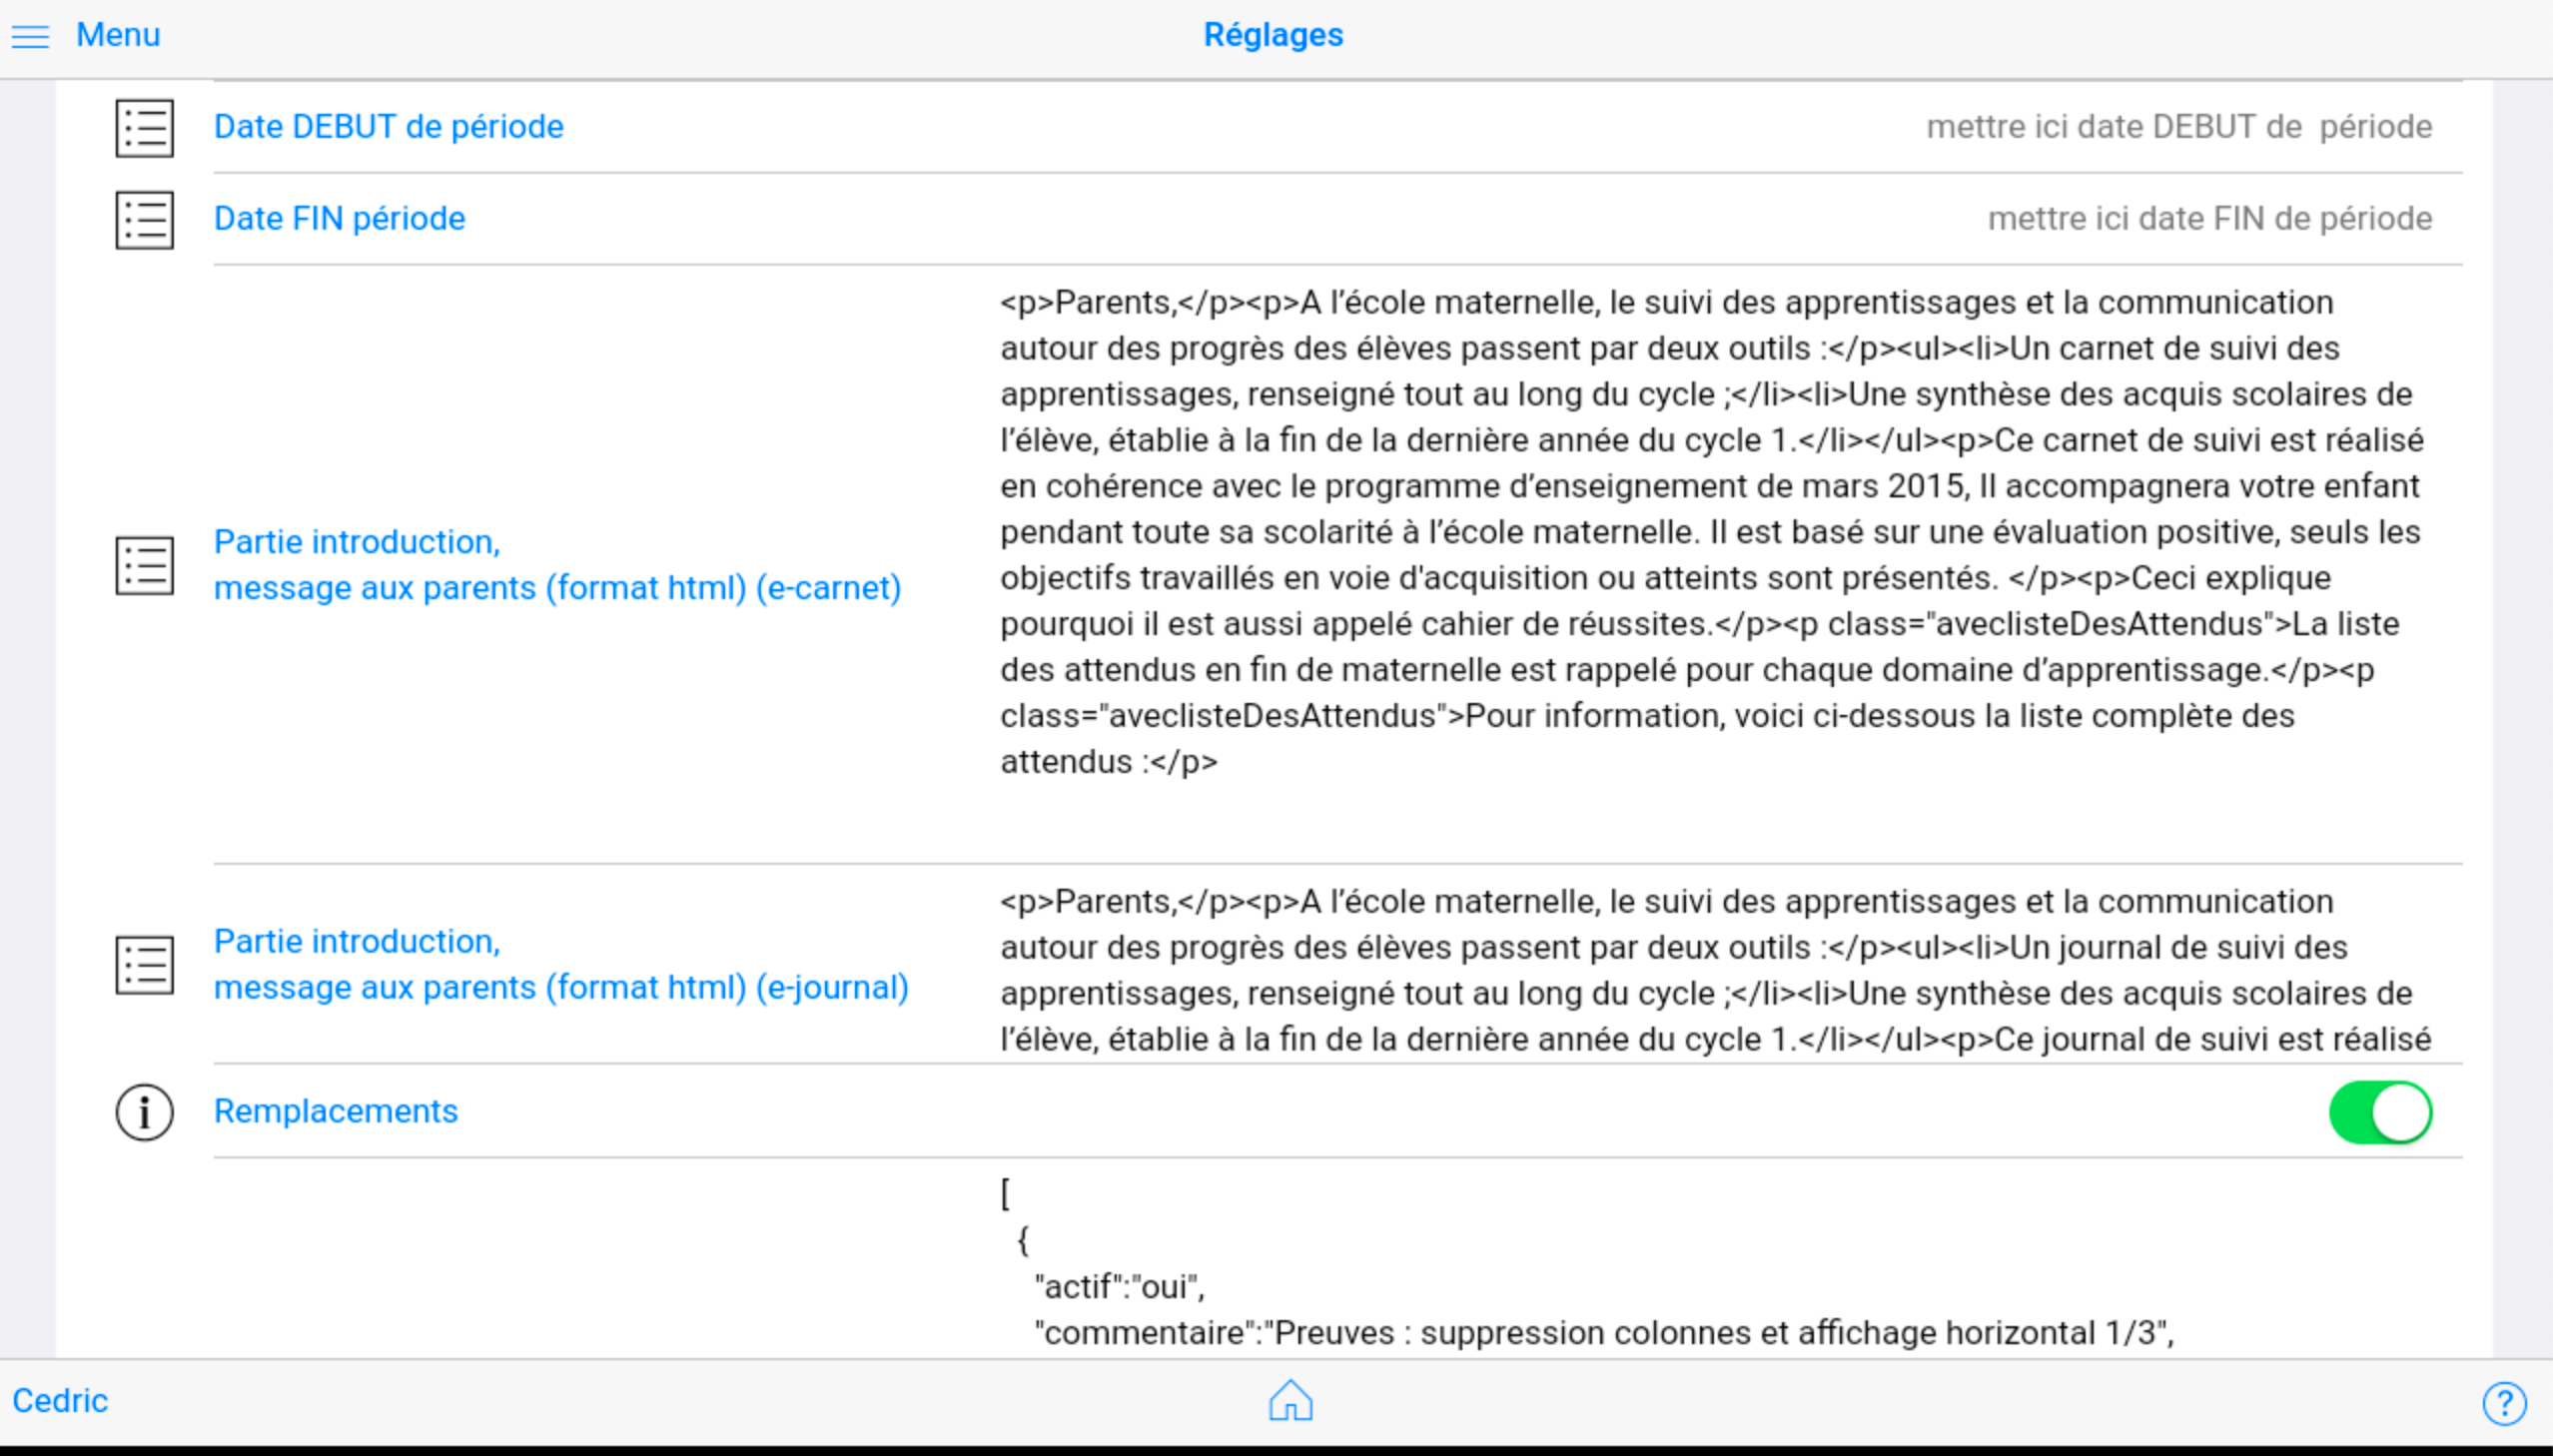 Menu
Réglages
Date DEBUT de période
mettre ici date DEBUT de  période
Date FIN période
mettre ici date FIN de période
Partie introduction,
message aux parents (format html) (e-carnet)
<p>Parents,</p><p>A l’école maternelle, le suivi des apprentissages et la communication
autour des progrès des élèves passent par deux outils :</p><ul><li>Un carnet de suivi des
apprentissages, renseigné tout au long du cycle ;</li><li>Une synthèse des acquis scolaires de
l’élève, établie à la fin de la dernière année du cycle 1.</li></ul><p>Ce carnet de suivi est réalisé
en cohérence avec le programme d’enseignement de mars 2015, Il accompagnera votre enfant
pendant toute sa scolarité à l’école maternelle. Il est basé sur une évaluation positive, seuls les
objectifs travaillés en voie d'acquisition ou atteints sont présentés. </p><p>Ceci explique
pourquoi il est aussi appelé cahier de réussites.</p><p class="aveclisteDesAttendus">La liste
des attendus en fin de maternelle est rappelé pour chaque domaine d’apprentissage.</p><p
class="aveclisteDesAttendus">Pour information, voici ci-dessous la liste complète des
attendus :</p>
Partie introduction,
message aux parents (format html) (e-journal)
<p>Parents,</p><p>A l’école maternelle, le suivi des apprentissages et la communication
autour des progrès des élèves passent par deux outils :</p><ul><li>Un journal de suivi des
apprentissages, renseigné tout au long du cycle ;</li><li>Une synthèse des acquis scolaires de
l’élève, établie à la fin de la dernière année du cycle 1.</li></ul><p>Ce journal de suivi est réalisé
i
Remplacements
[
{
"actif":"oui",
"commentaire":"Preuves : suppression colonnes et affichage horizontal 1/3",
Cedric
?